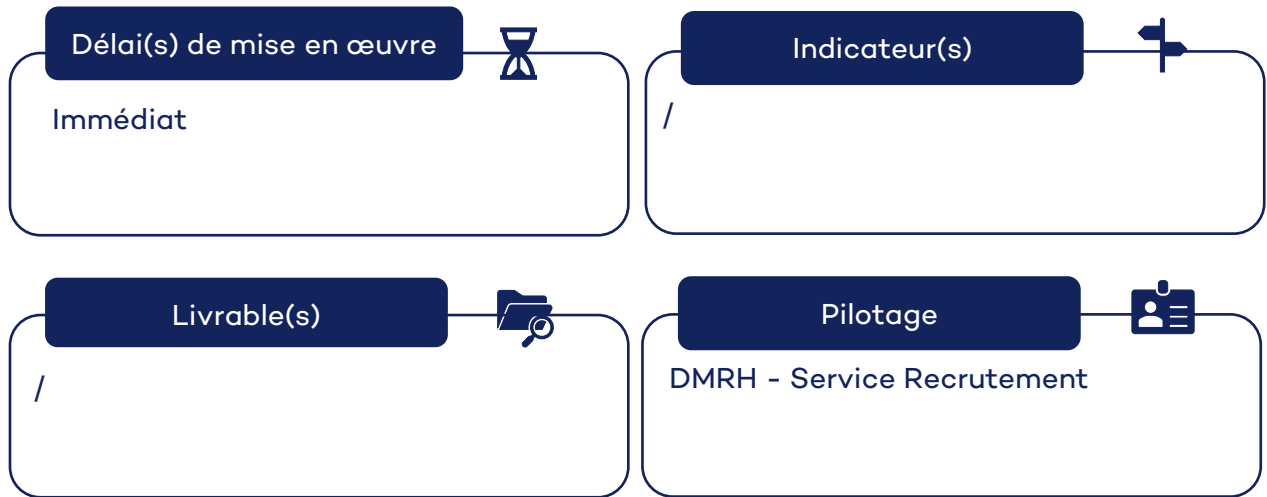 Délai(s) de mise en œuvre
Immédiat
Indicateur(s)
/
Livrable(s)
/
Pilotage
DMRH - Service Recrutement